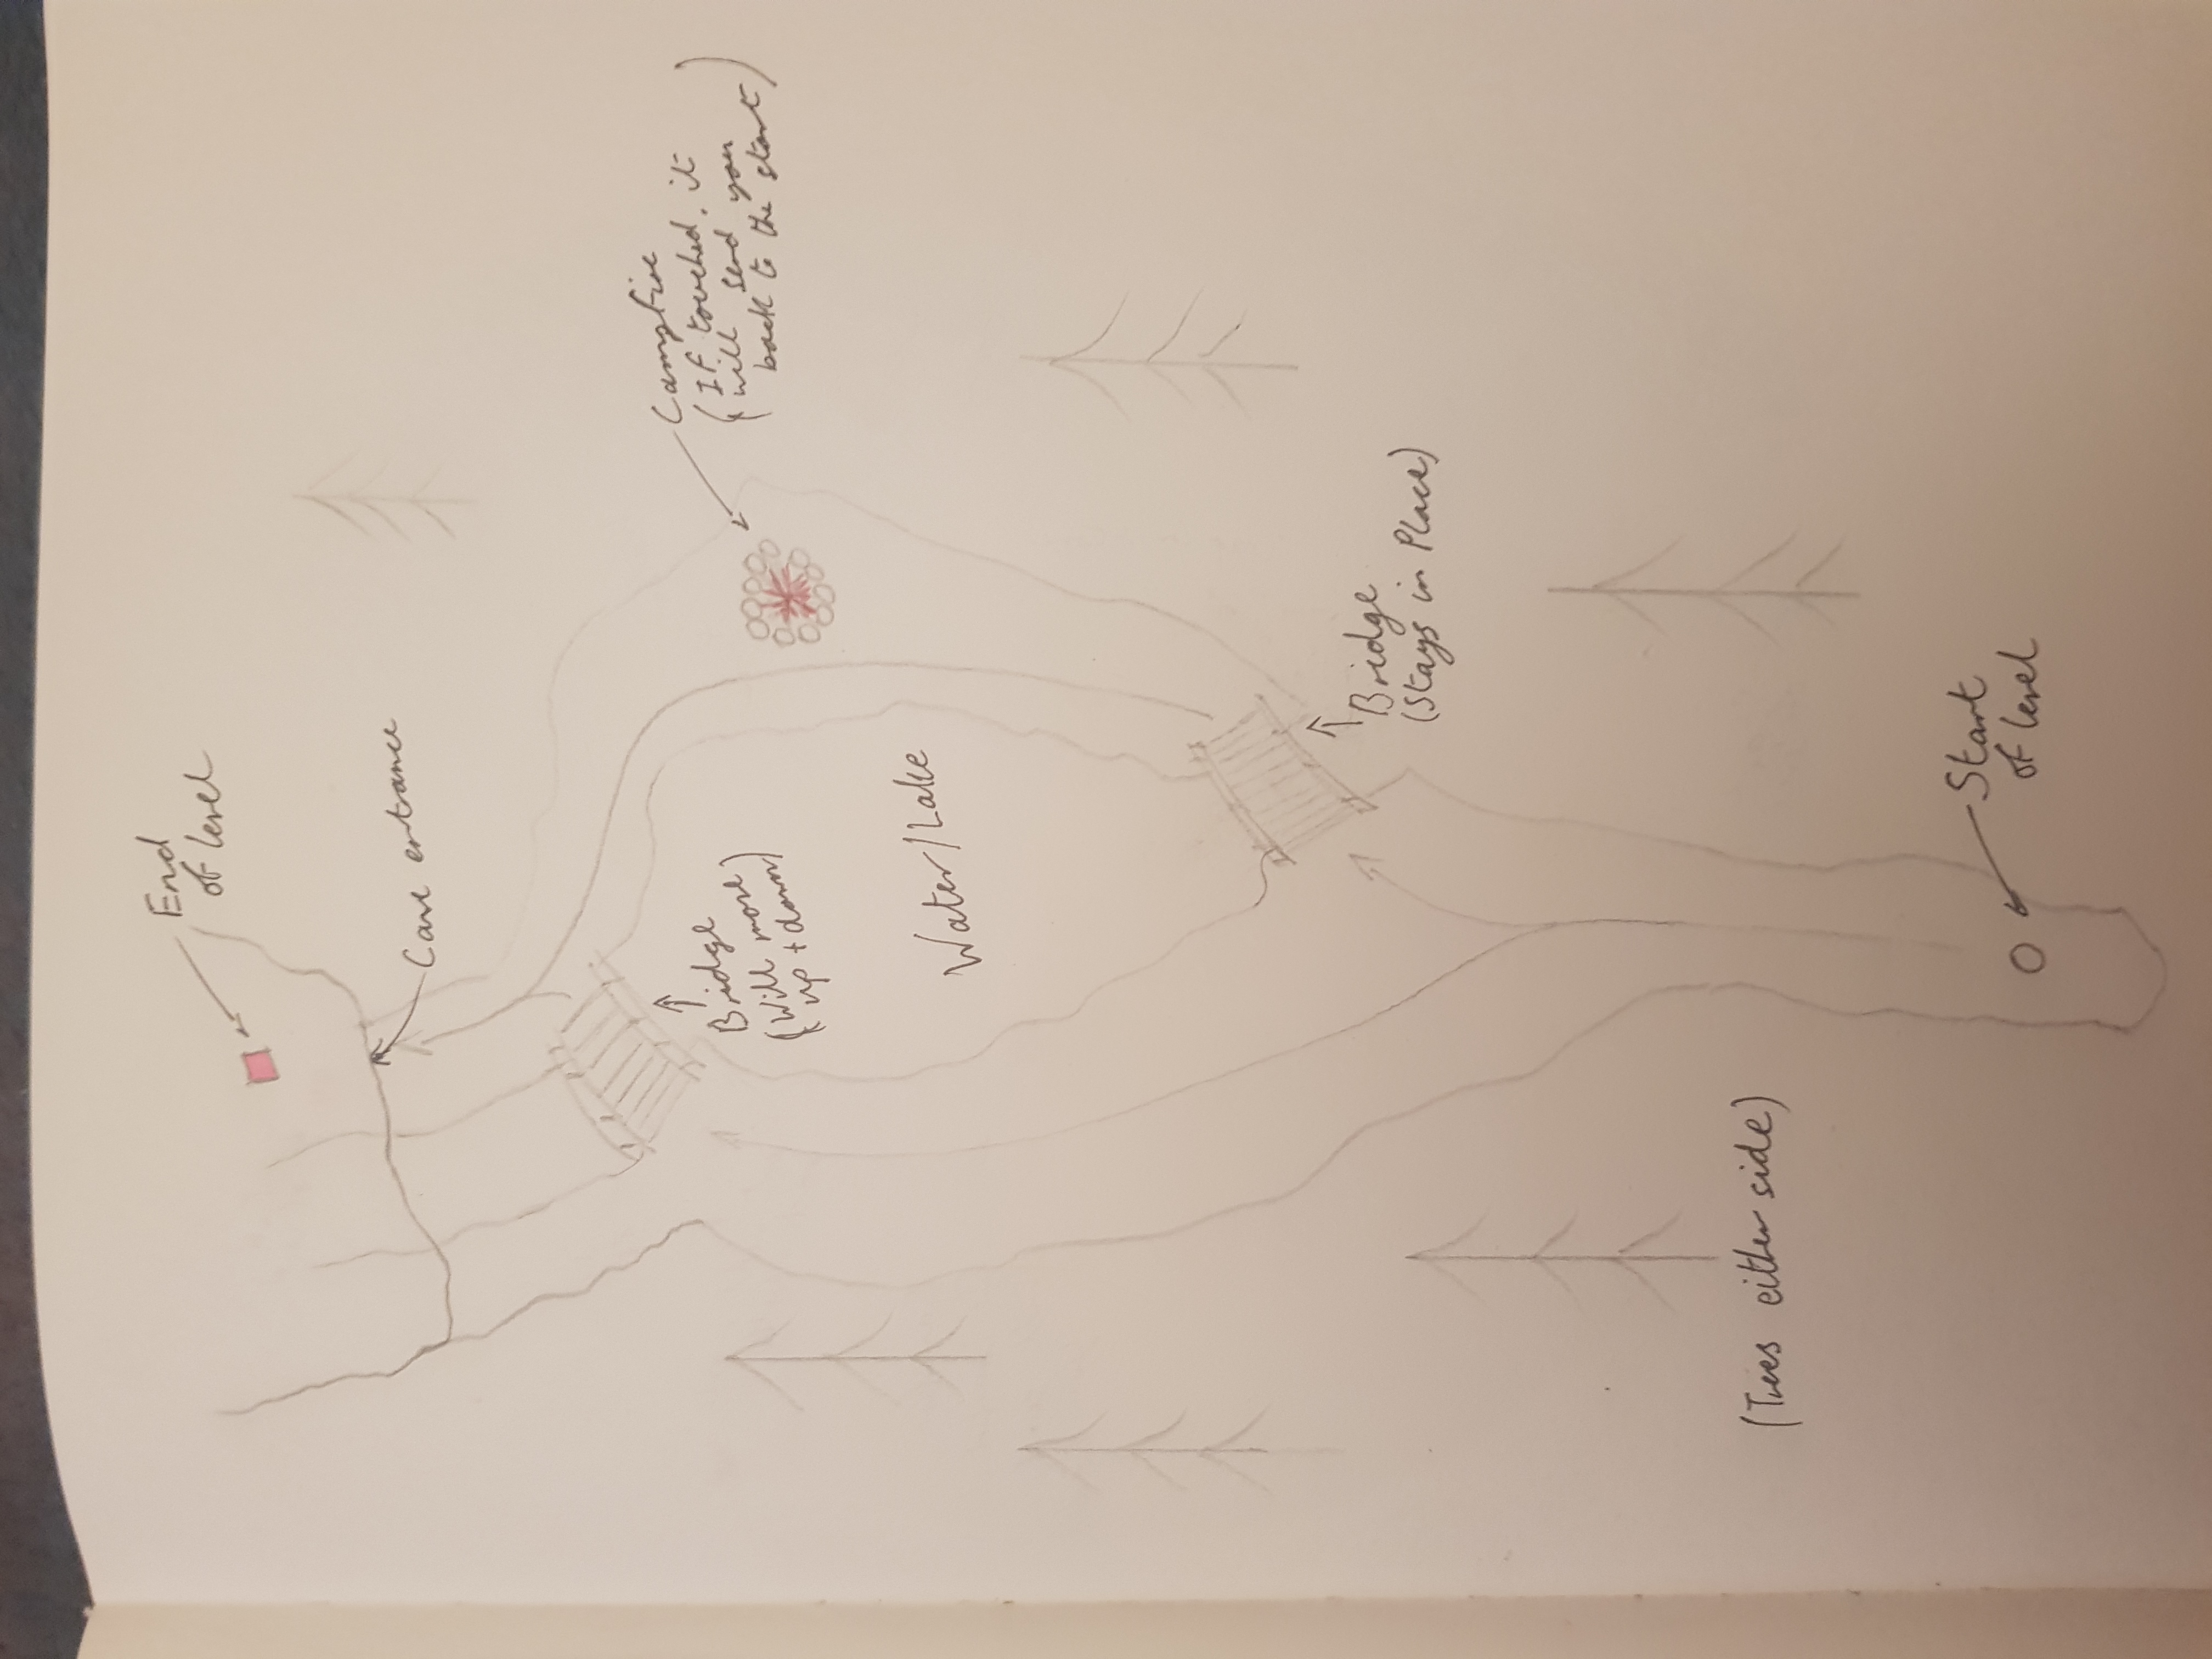 End
of level
Cave entrance
Campfire
(If touched, it
will send you
back to the start)
Bridge
(Will move
up + down)
Water/Lake
Bridge
(Stays in Place)
(Trees either side)
Start
of level